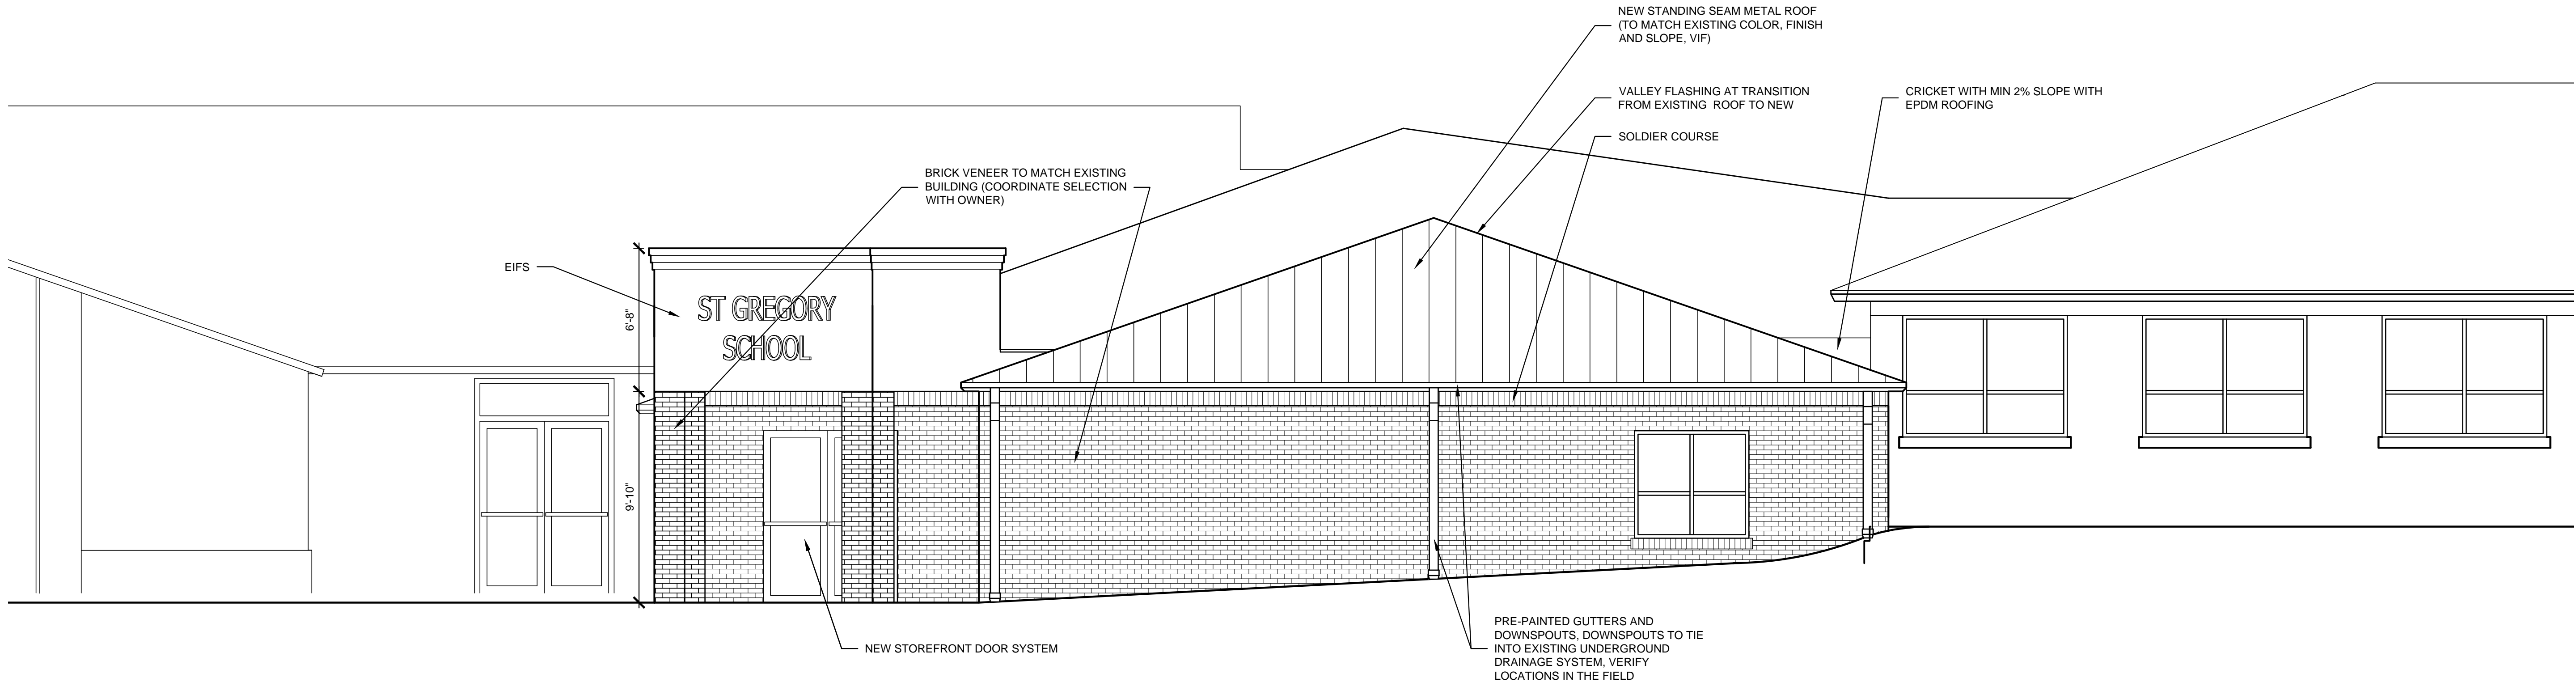 NEW STANDING SEAM METAL ROOF
(TO MATCH EXISTING COLOR, FINISH
AND SLOPE, VIF)
VALLEY FLASHING AT TRANSITION
FROM EXISTING ROOF TO NEW
CRICKET WITH MIN 2% SLOPE WITH
EPDM ROOFING
SOLDIER COURSE
BRICK VENEER TO MATCH EXISTING
BUILDING (COORDINATE SELECTION
WITH OWNER)
EIFS
6'-8"
ST GREGORY
SCHOOL
9'-10"
NEW STOREFRONT DOOR SYSTEM
PRE-PAINTED GUTTERS AND
DOWNSPOUTS, DOWNSPOUTS TO TIE
INTO EXISTING UNDERGROUND
DRAINAGE SYSTEM, VERIFY
LOCATIONS IN THE FIELD